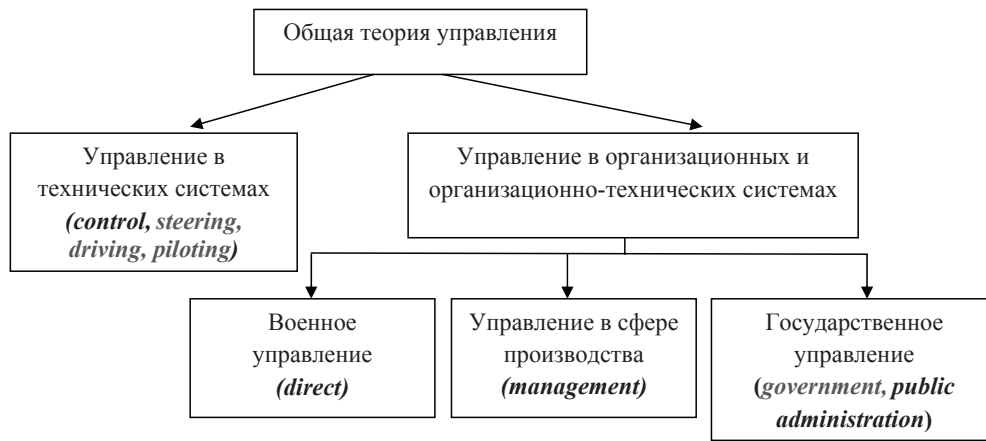 Общая теория управления
Управление в
технических системах
(control, steering,
driving, piloting)
Управление в организационных и
организационно-технических системах
Военное
управление
(direct)
Управление в сфере
производства
(management)
Государственное
управление
(government, public
administration)